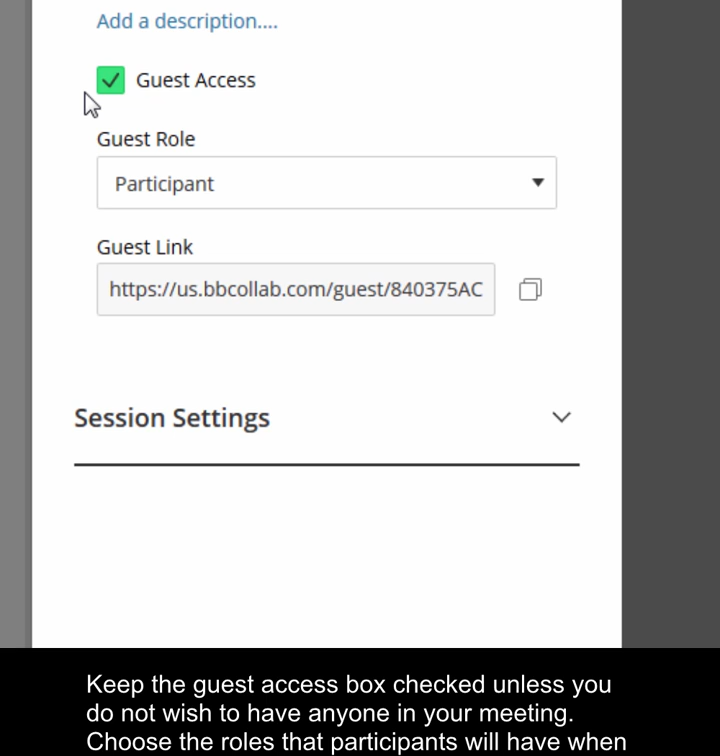 Add a description....
Guest Access
Guest Role
Participant
Guest Link
https://us.bbcollab.com/guest/840375AC
Session Settings
Keep the guest access box checked unless you
do not wish to have anyone in your meeting.
Choose the roles that participants will have when